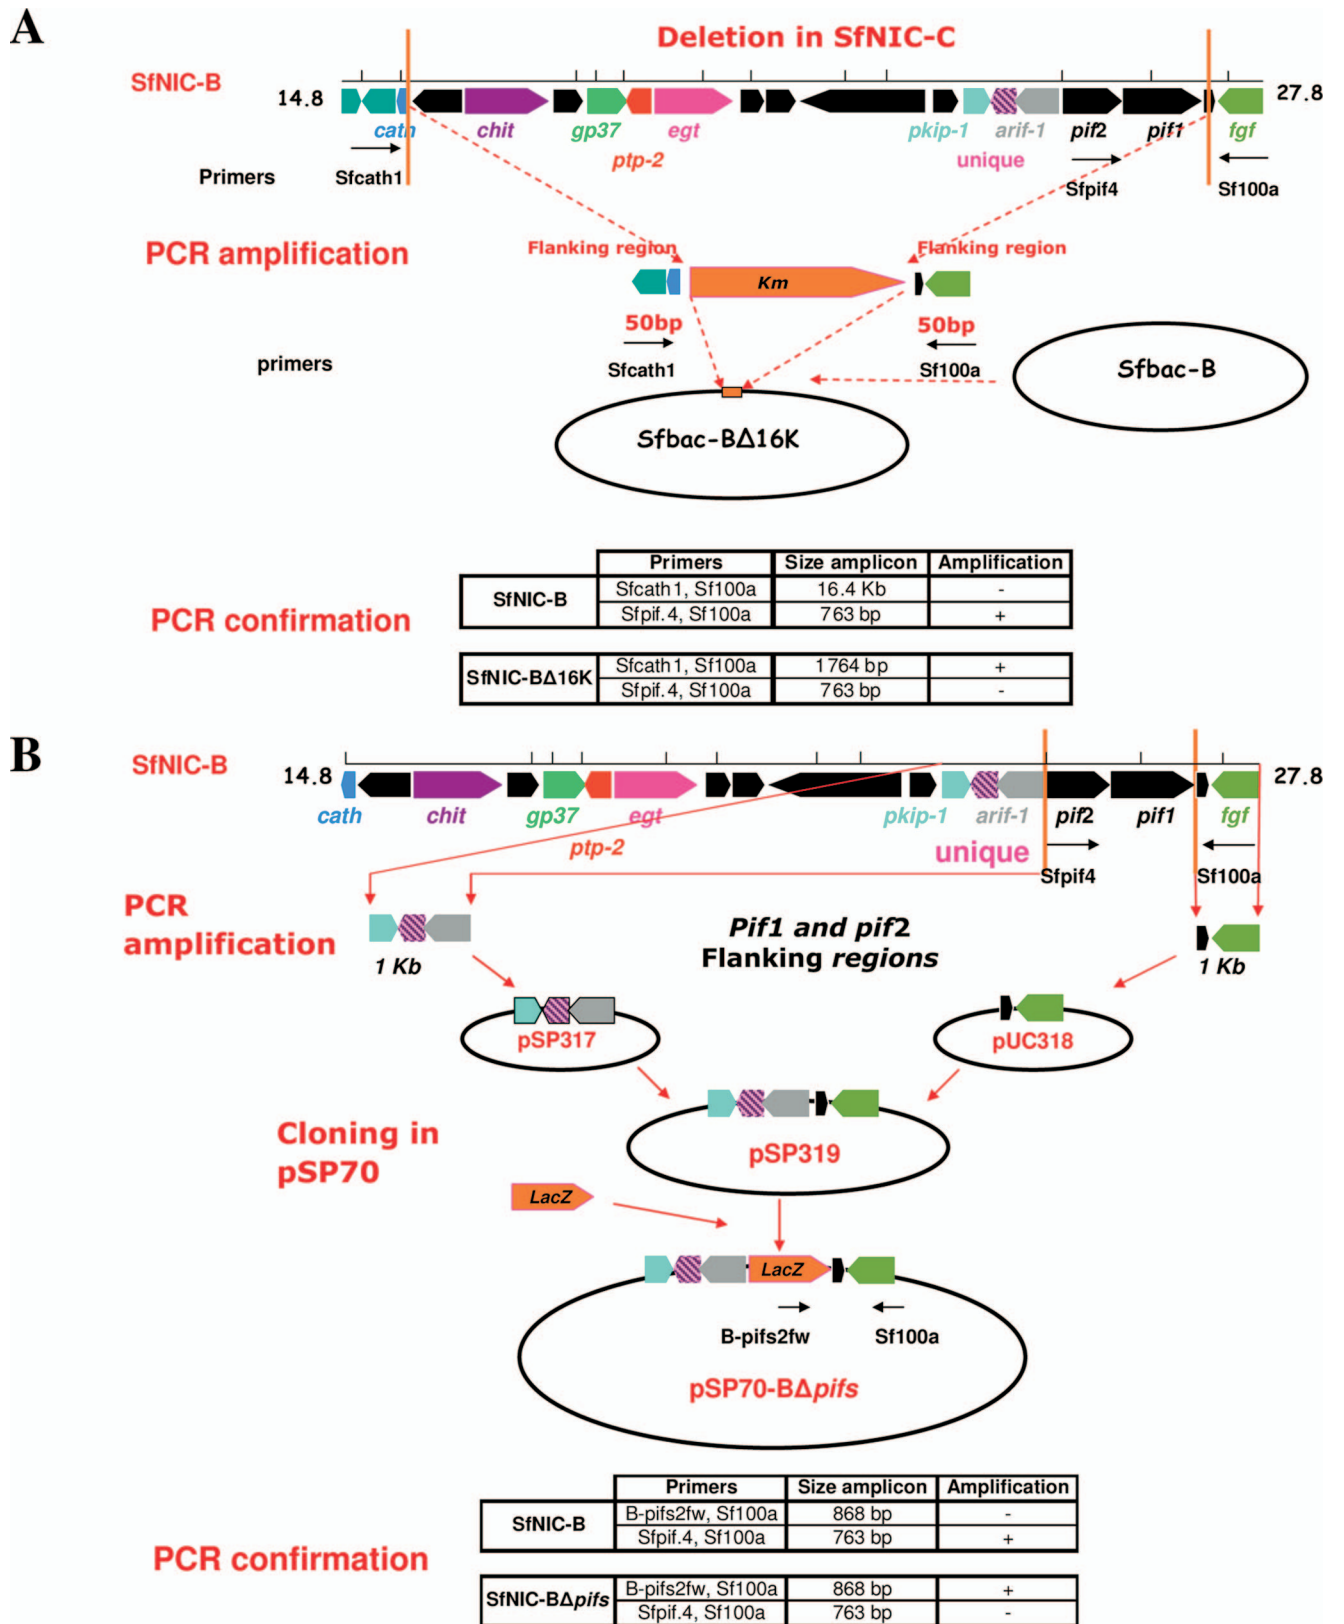 A
Deletion in SfNIC-C
SfNIC-B
14.8
27.8
cath
chit
gp37
egt
pkip-1
arif-1
pif2
pif1
fgf
ptp-2
unique
Primers
Sfcath1
Sfpif4
Sf100a
PCR amplification
Flanking region
Flanking region
Km
50bp
50bp
primers
Sfcath1
Sf100a
Sfbac-B
Sfbac-BΔ16K
Primers Size amplicon Amplification
SfNIC-B
Sfcath1, Sf100a 16.4 Kb -
Sfpif.4, Sf100a 763 bp +
PCR confirmation
SfNIC-BΔ16K
Sfcath1, Sf100a 1764 bp +
Sfpif.4, Sf100a 763 bp -
B
SfNIC-B
14.8
27.8
cath
chit
gp37
egt
pkip-1
arif-1
pif2
pif1
fgf
ptp-2
unique
Sfpif4
Sf100a
PCR
amplification
Pif1 and pif2
Flanking regions
1 Kb
1 Kb
pSP317
pUC318
Cloning in
pSP70
pSP319
LacZ
LacZ
B-pifs2fw
Sf100a
pSP70-BΔpifs
Primers Size amplicon Amplification
SfNIC-B
B-pifs2fw, Sf100a 868 bp -
Sfpif.4, Sf100a 763 bp +
PCR confirmation
SfNIC-BΔpifs
B-pifs2fw, Sf100a 868 bp +
Sfpif.4, Sf100a 763 bp -